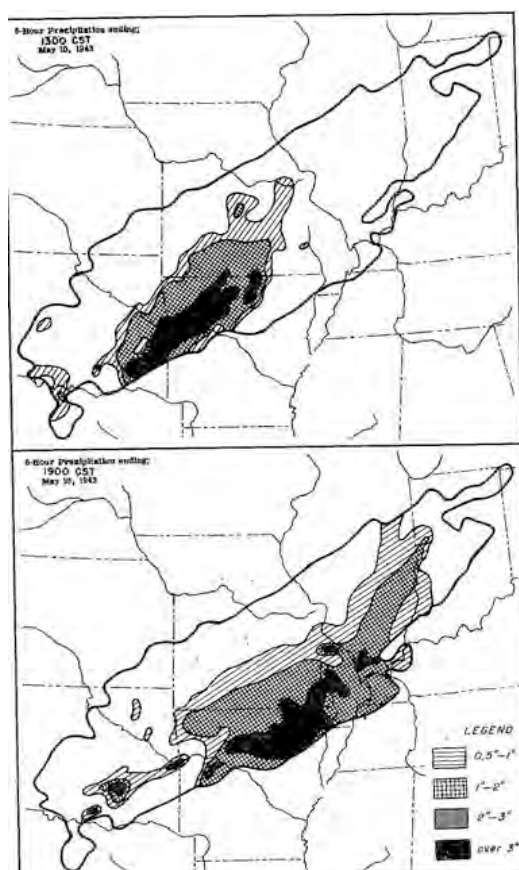 6-Hour Precipitation ending;
1300 CST
May 10, 1943
6-Hour Precipitation ending;
1900 CST
May 10, 1943
LEGEND
0,5"-1"
1"-2"
2"-3"
over 3"